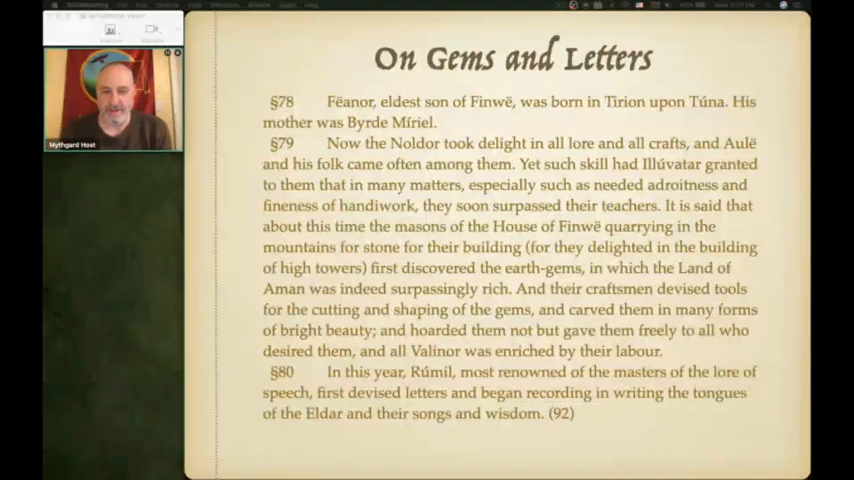 On Gems and Letters
§78 Fëanor, eldest son of Finwë, was born in Tirion upon Túna. His
mother was Byrde Míriel.
§79 Now the Noldor took delight in all lore and all crafts, and Aulë
and his folk came often among them. Yet such skill had Illúvatar granted
to them that in many matters, especially such as needed adroitness and
fineness of handiwork, they soon surpassed their teachers. It is said that
about this time the masons of the House of Finwë quarrying in the
mountains for stone for their building (for they delighted in the building
of high towers) first discovered the earth-gems, in which the Land of
Aman was indeed surpassingly rich. And their craftsmen devised tools
for the cutting and shaping of the gems, and carved them in many forms
of bright beauty; and hoarded them not but gave them freely to all who
desired them, and all Valinor was enriched by their labour.
§80 In this year, Rúmil, most renowned of the masters of the lore of
speech, first devised letters and began recording in writing the tongues
of the Eldar and their songs and wisdom. (92)
Mythgard Host